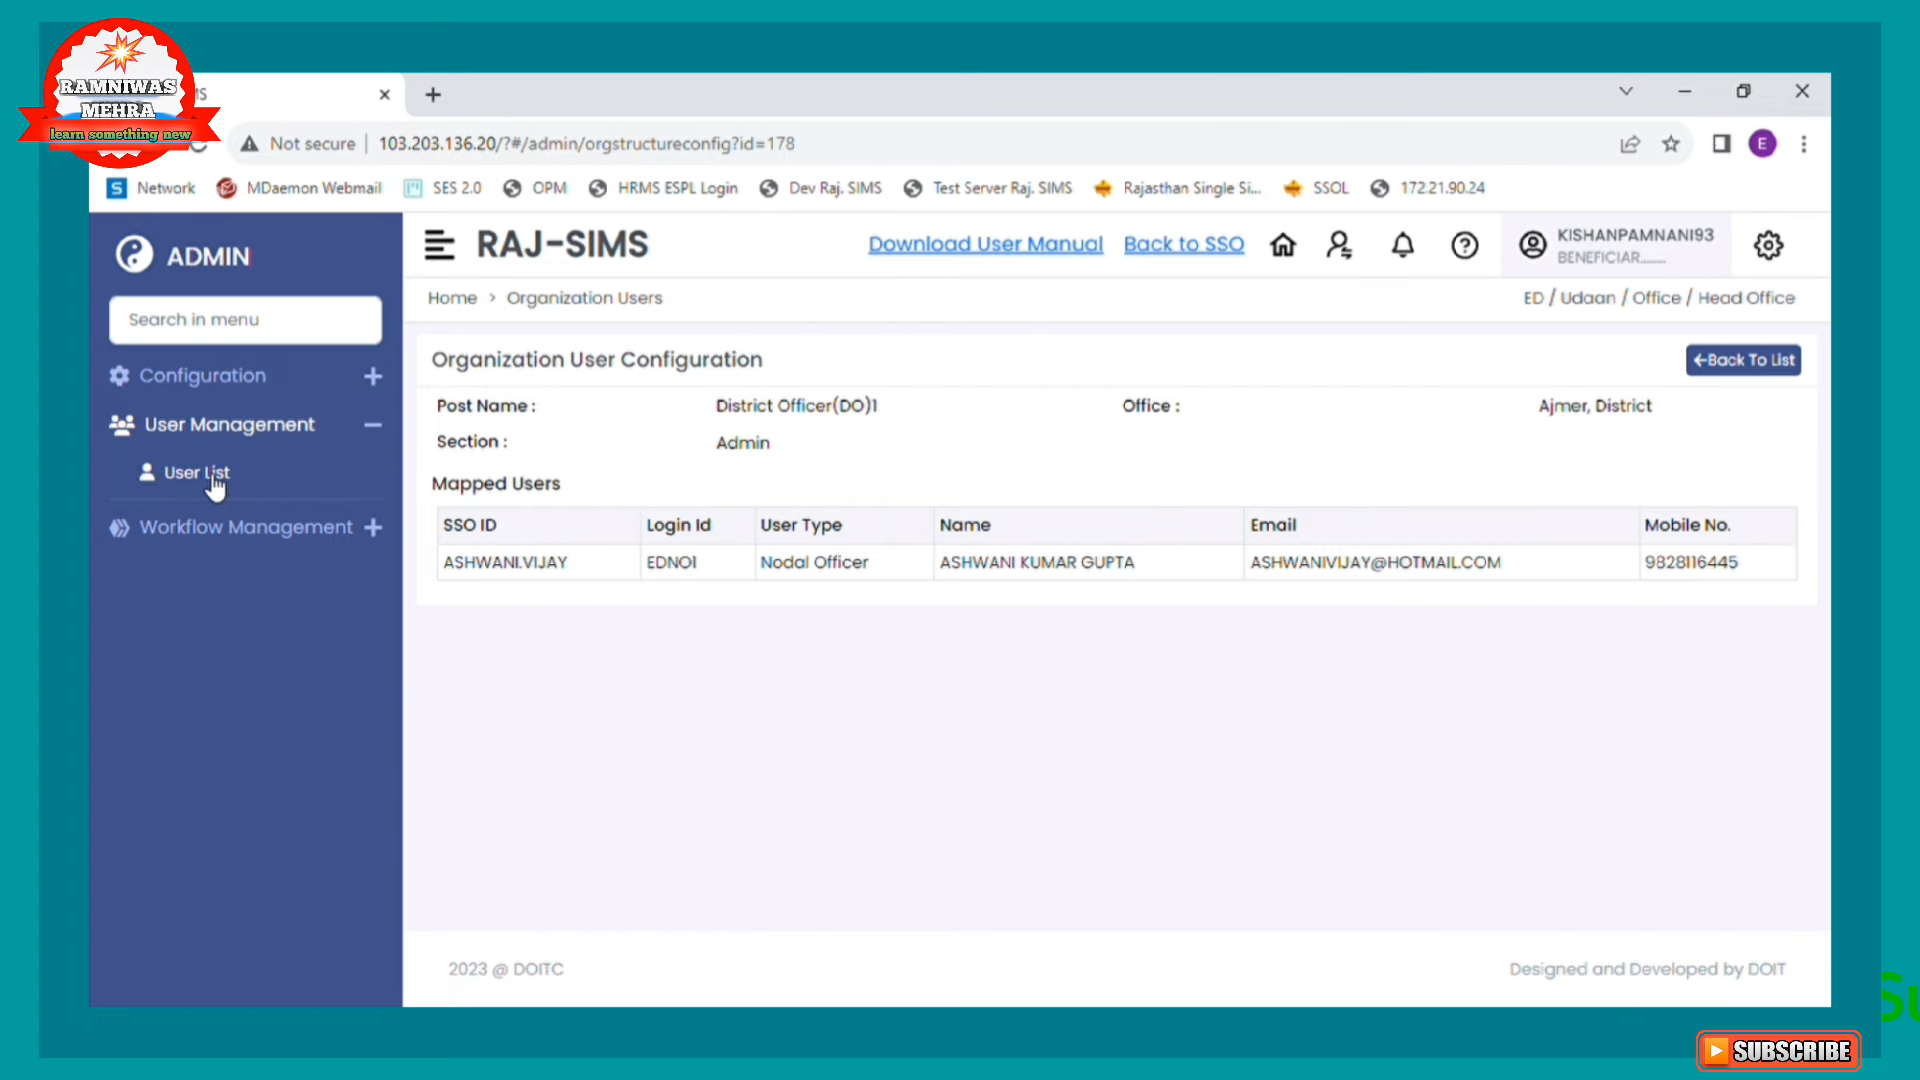 RAMNIWAS
MEHRA
learn something new
Not secure | 103.203.136.20/?#/admin/orgstructureconfig?id=178
Network MDaemon Webmail SES 2.0 OPM HRMS ESPL Login Dev Raj. SIMS Test Server Raj. SIMS Rajasthan Single Si... SSOL 172.21.90.24
ADMIN
Search in menu
Configuration
User Management
User List
Workflow Management
RAJ-SIMS Download User Manual Back to SSO KISHANPAMNANI93
BENEFICIAR........
Home > Organization Users ED / Udaan / Office / Head Office
Organization User Configuration Back To List
Post Name : District Officer(DO)1 Office : Ajmer, District
Section : Admin
Mapped Users
SSO ID Login Id User Type Name Email Mobile No.
ASHWANI.VIJAY EDNO1 Nodal Officer ASHWANI KUMAR GUPTA ASHWANIVIJAY@HOTMAIL.COM 9828116445
2023 @ DOITC Designed and Developed by DOIT
SUBSCRIBE